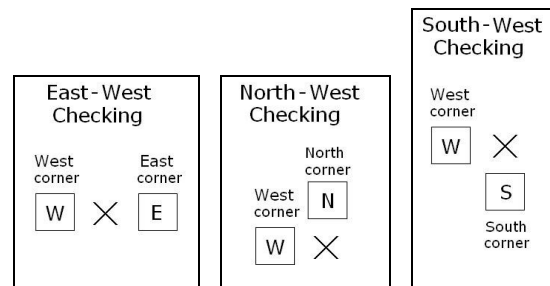 East-West
Checking
West
corner
East
corner
W
E
North-West
Checking
North
corner
West
corner
N
W
South-West
Checking
West
corner
W
S
South
corner